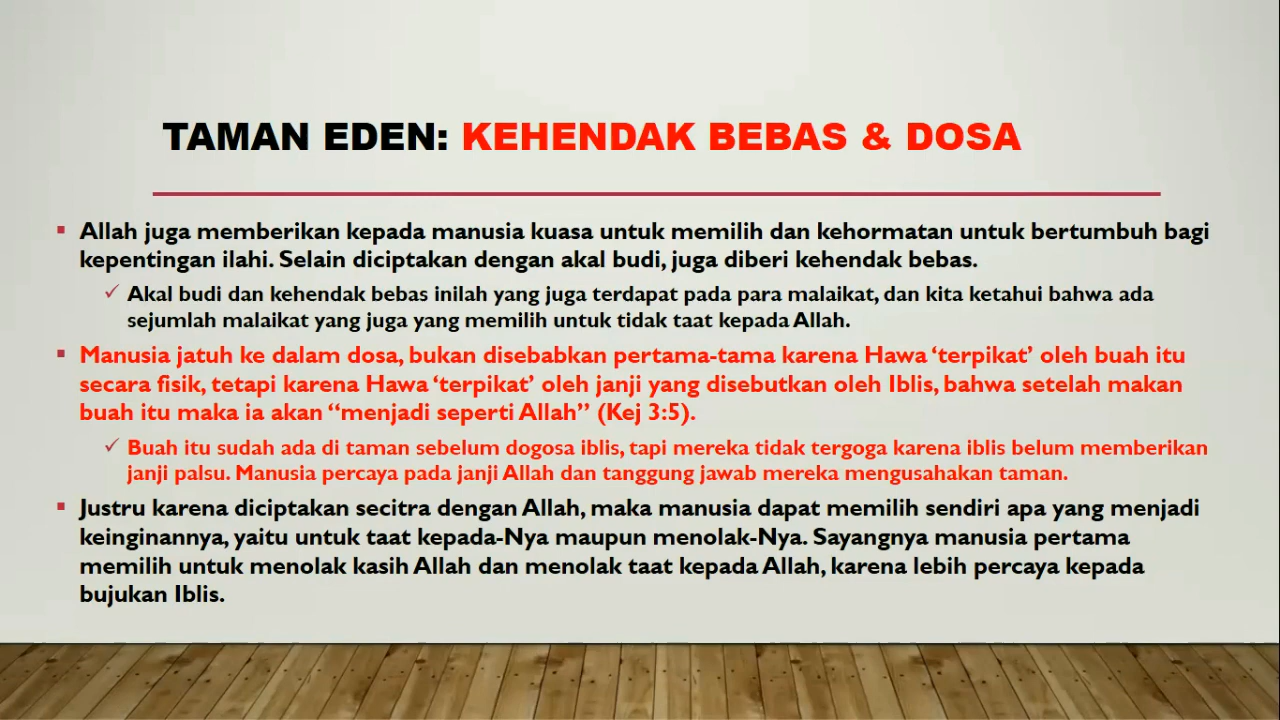 TAMAN EDEN: KEHENDAK BEBAS & DOSA
Allah juga memberikan kepada manusia kuasa untuk memilih dan kehormatan untuk bertumbuh bagi
kepentingan ilahi. Selain diciptakan dengan akal budi, juga diberi kehendak bebas.
Akal budi dan kehendak bebas inilah yang juga terdapat pada para malaikat, dan kita ketahui bahwa ada
sejumlah malaikat yang juga yang memilih untuk tidak taat kepada Allah.
Manusia jatuh ke dalam dosa, bukan disebabkan pertama-tama karena Hawa ‘terpikat’ oleh buah itu
secara fisik, tetapi karena Hawa ‘terpikat’ oleh janji yang disebutkan oleh Iblis, bahwa setelah makan
buah itu maka ia akan “menjadi seperti Allah” (Kej 3:5).
Buah itu sudah ada di taman sebelum dogosa iblis, tapi mereka tidak tergoga karena iblis belum memberikan
janji palsu. Manusia percaya pada janji Allah dan tanggung jawab mereka mengusahakan taman.
Justru karena diciptakan secitra dengan Allah, maka manusia dapat memilih sendiri apa yang menjadi
keinginannya, yaitu untuk taat kepada-Nya maupun menolak-Nya. Sayangnya manusia pertama
memilih untuk menolak kasih Allah dan menolak taat kepada Allah, karena lebih percaya kepada
bujukan Iblis.